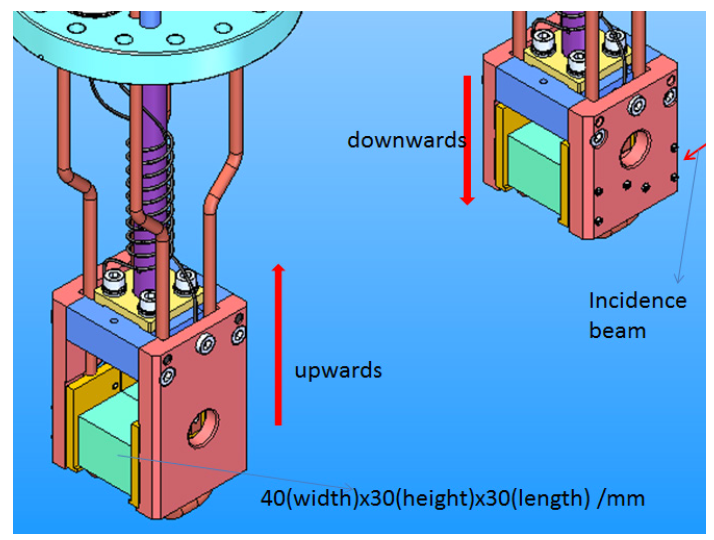 downwards
Incidence
beam
upwards
40(width)x30(height)x30(length) /mm